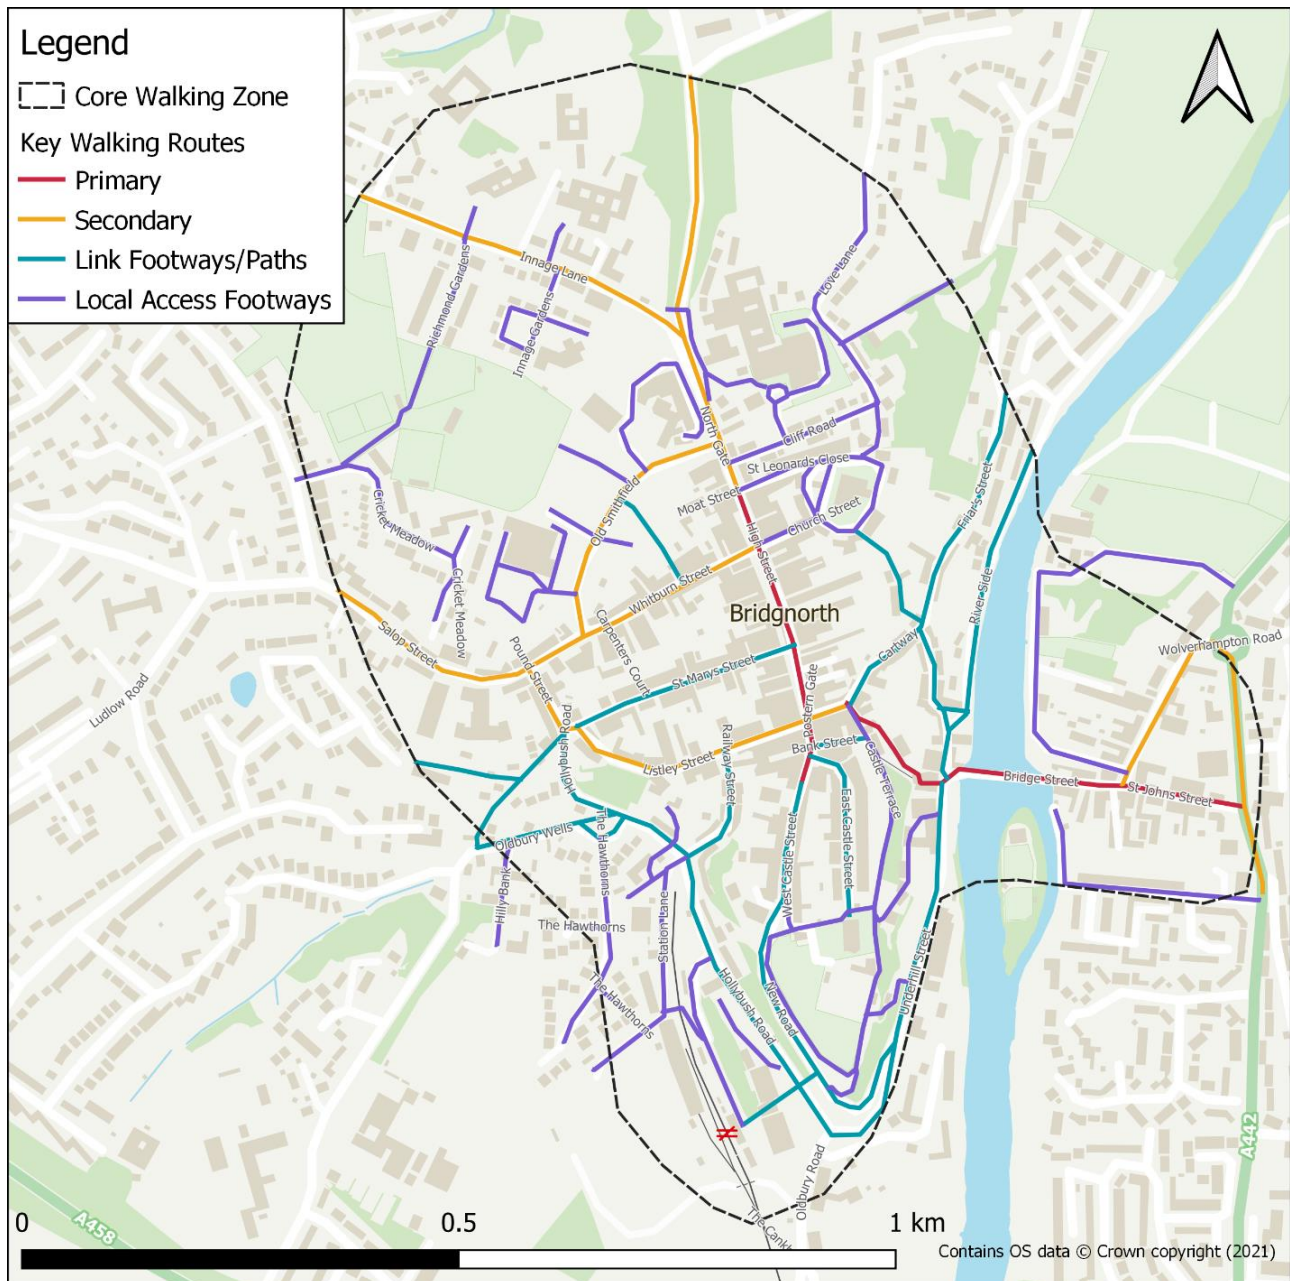 Legend
Core Walking Zone
Key Walking Routes
Primary
Secondary
Link Footways/Paths
Local Access Footways
Innage Lane
Richmond Gardens
Innage Gardens
Love Lane
North Gate
Cliff Road
St Leonards Close
Moat Street
Church Street
High Street
Old Smithfield
Friar's Street
River Side
Cricket Meadow
Cricket Meadow
Whitburn Street
Bridgnorth
Carpenters Court
Salop Street
Pound Street
St Marys Street
Cartway
Wolverhampton Road
Ludlow Road
Hollybush Road
Listley Street
Railway Street
Postern Gate
Bank Street
Castle Terrace
Bridge Street
St Johns Street
Oldbury Wells
The Hawthorns
West Castle Street
East Castle Street
Hilly Bank
The Hawthorns
Station Lane
Underhill Street
The Hawthorns
Hollybush Road
New Road
Oldbury Road
A442
A458
0
0.5
1 km
Contains OS data © Crown copyright (2021)